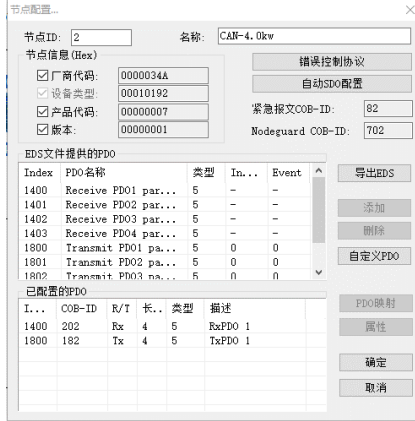 节点配置...
节点ID: 2 名称: CAN-4.0kw
节点信息(Hex)
厂商代码: 0000034A
设备类型: 00010192
产品代码: 00000007
版本: 00000001
错误控制协议
自动SDO配置
紧急报文COB-ID: 82
Nodeguard COB-ID: 702
EDS文件提供的PDO
Index PDO名称 类型 In... Event
1400 Receive PDO1 par... 5 - -
1401 Receive PDO2 par... 5 - -
1402 Receive PDO3 par... 5 - -
1403 Receive PDO4 par... 5 - -
1800 Transmit PDO1 pa... 5 0 0
1801 Transmit PDO2 pa... 5 0 0
1802 Transmit PDO3 pa... 5 0 0
导出EDS
添加
删除
自定义PDO
已配置的PDO
I... COB-ID R/T 长.. 类型 描述
1400 202 Rx 4 5 RxPDO 1
1800 182 Tx 4 5 TxPDO 1
PDO映射
属性
确定
取消